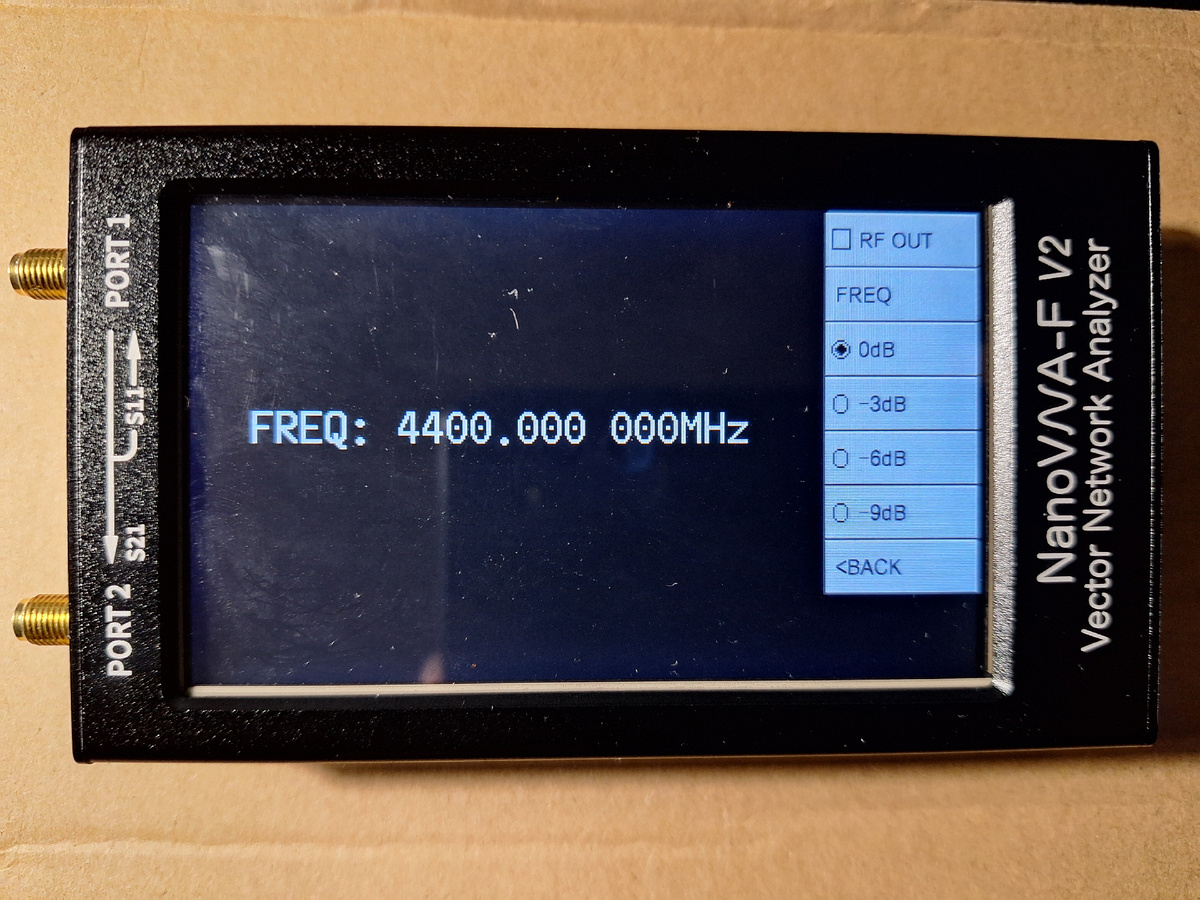 PORT 1
S11
S21
PORT 2
FREQ: 4400.000 000MHz
RF OUT
FREQ
0dB
-3dB
-6dB
-9dB
<BACK
NanoVNA-F V2
Vector Network Analyzer